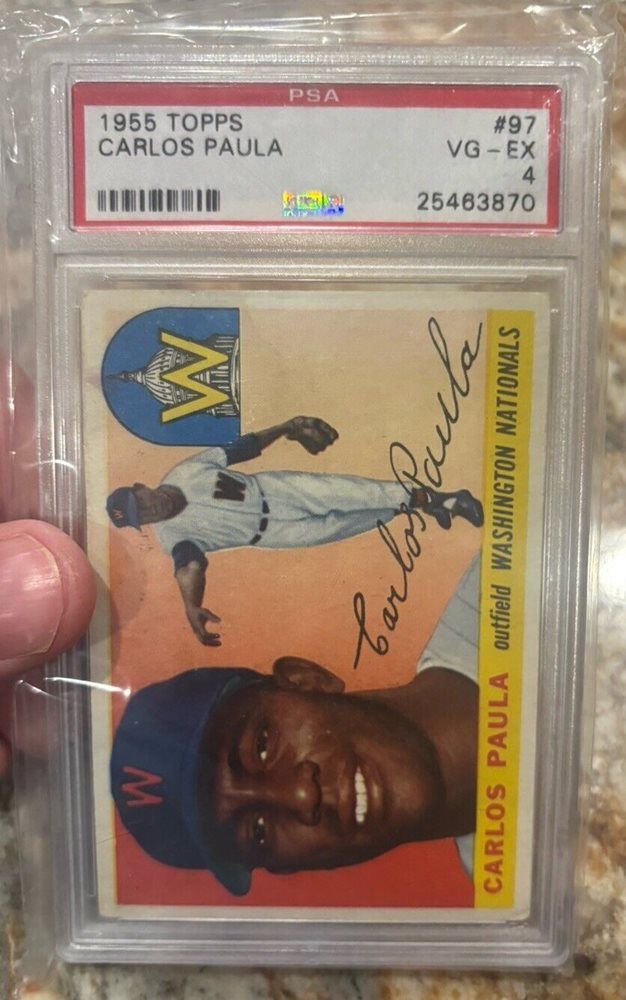 PSA
1955 TOPPS #97
CARLOS PAULA VG-EX
4
25463870
W
W
W
W
Carlos Paula
CARLOS PAULA outfield WASHINGTON NATIONALS